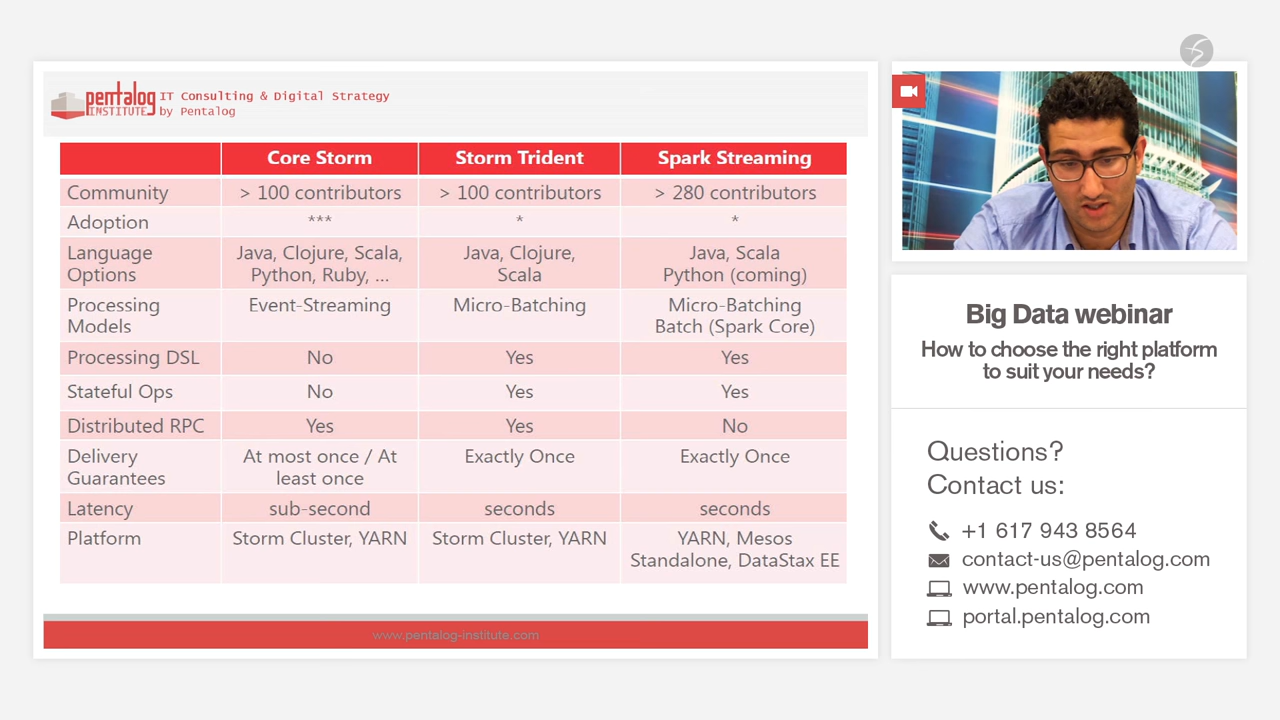 pentalog
INSTITUTE
IT Consulting & Digital Strategy
by Pentalog
Core Storm Storm Trident Spark Streaming
Community > 100 contributors > 100 contributors > 280 contributors
Adoption *** * *
Language Java, Clojure, Scala, Java, Clojure, Java, Scala
Options Python, Ruby, ... Scala Python (coming)
Processing Event-Streaming Micro-Batching Micro-Batching
Models Batch (Spark Core)
Processing DSL No Yes Yes
Stateful Ops No Yes Yes
Distributed RPC Yes Yes No
Delivery At most once / At Exactly Once Exactly Once
Guarantees least once
Latency sub-second seconds seconds
Platform Storm Cluster, YARN Storm Cluster, YARN YARN, Mesos
Standalone, DataStax EE
www.pentalog-institute.com
Big Data webinar
How to choose the right platform
to suit your needs?
Questions?
Contact us:
+1 617 943 8564
contact-us@pentalog.com
www.pentalog.com
portal.pentalog.com